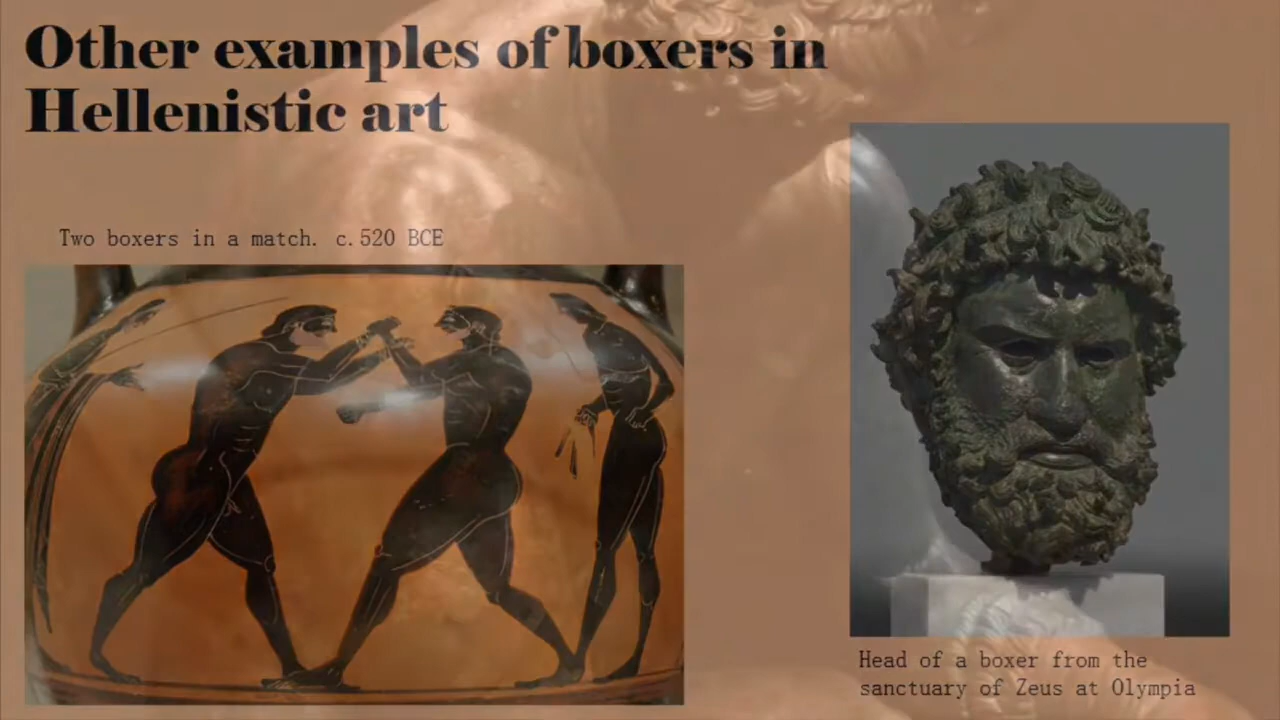 Other examples of boxers in
Hellenistic art
Two boxers in a match. c.520 BCE
Head of a boxer from the
sanctuary of Zeus at Olympia